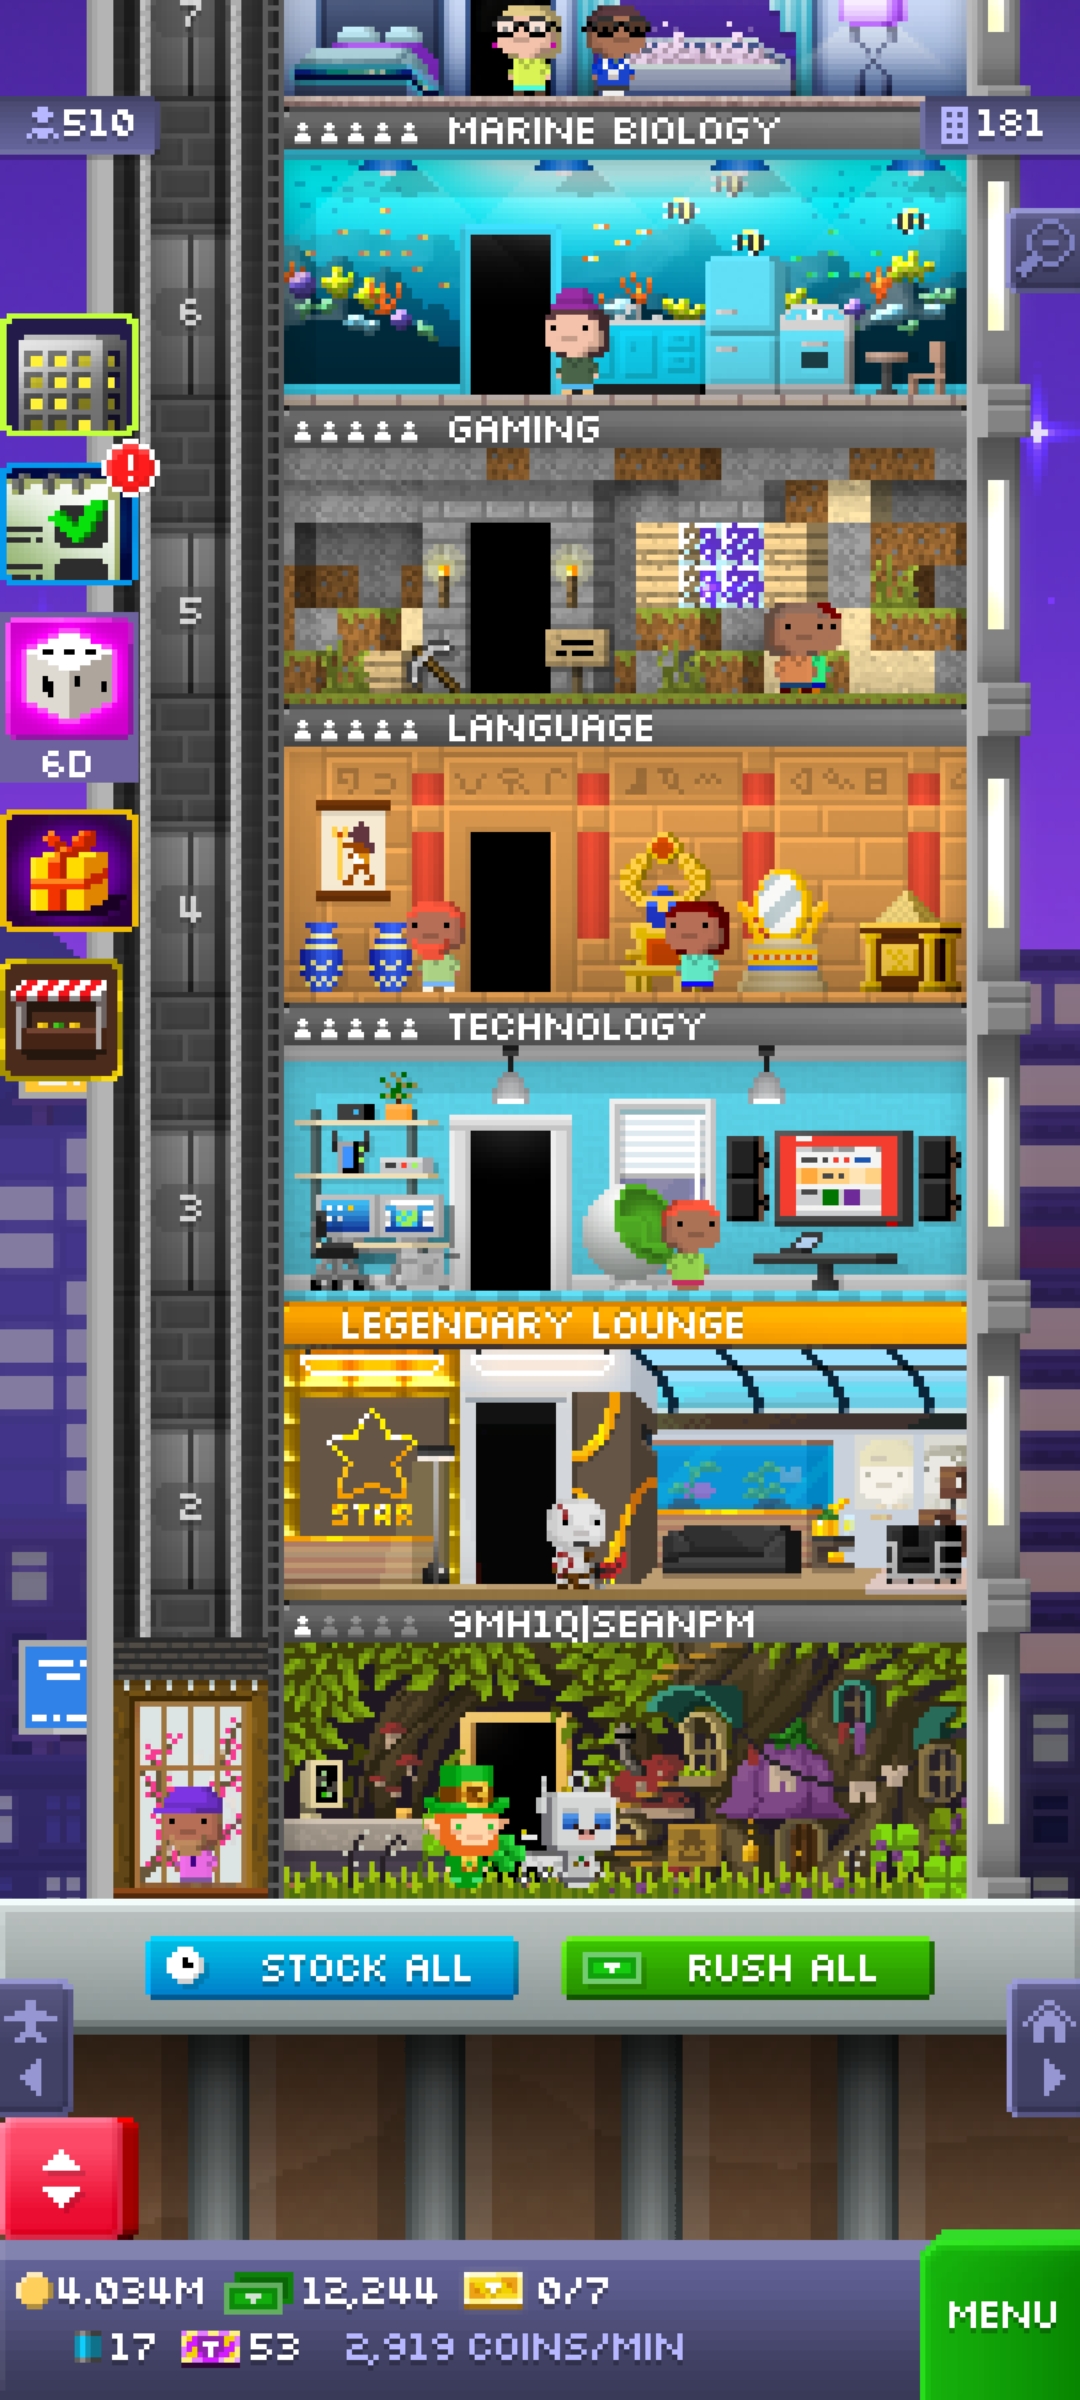 7
510
MARINE BIOLOGY
181
6
GAMING
5
6D
LANGUAGE
4
TECHNOLOGY
3
LEGENDARY LOUNGE
STAR
2
9MH1Q|SEANPM
STOCK ALL
RUSH ALL
4.034M
12,244
0/7
17
53
2,919 COINS/MIN
MENU